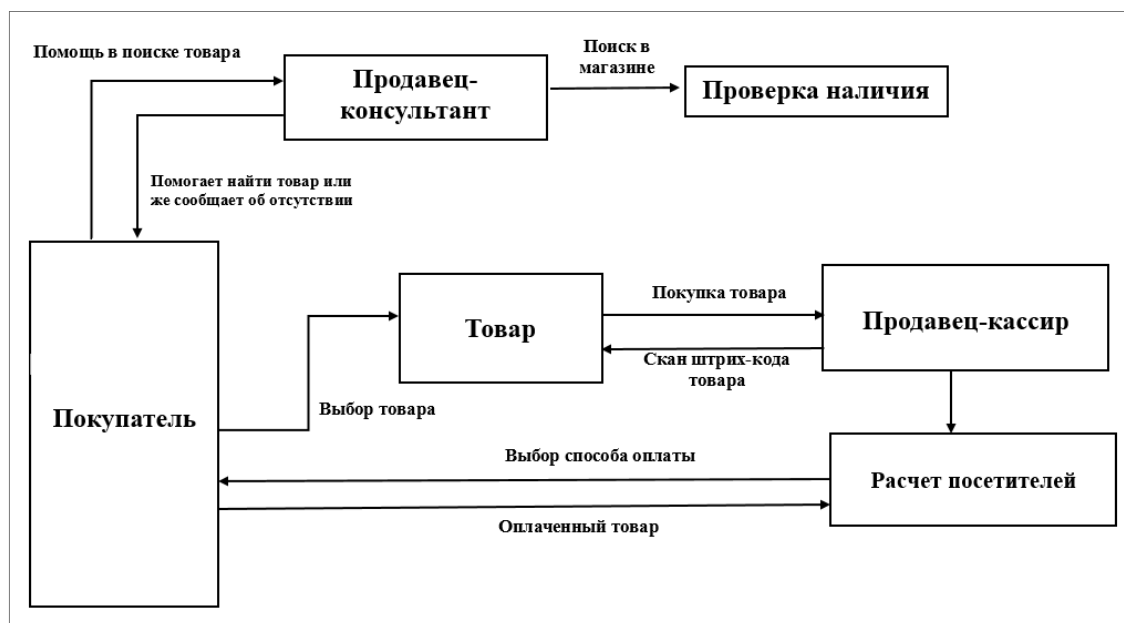 Помощь в поиске товара
Продавец-
консультант
Поиск в
магазине
Проверка наличия
Помогает найти товар или
же сообщает об отсутствии
Покупатель
Выбор товара
Товар
Покупка товара
Скан штрих-кода
товара
Продавец-кассир
Выбор способа оплаты
Оплаченный товар
Расчет посетителей